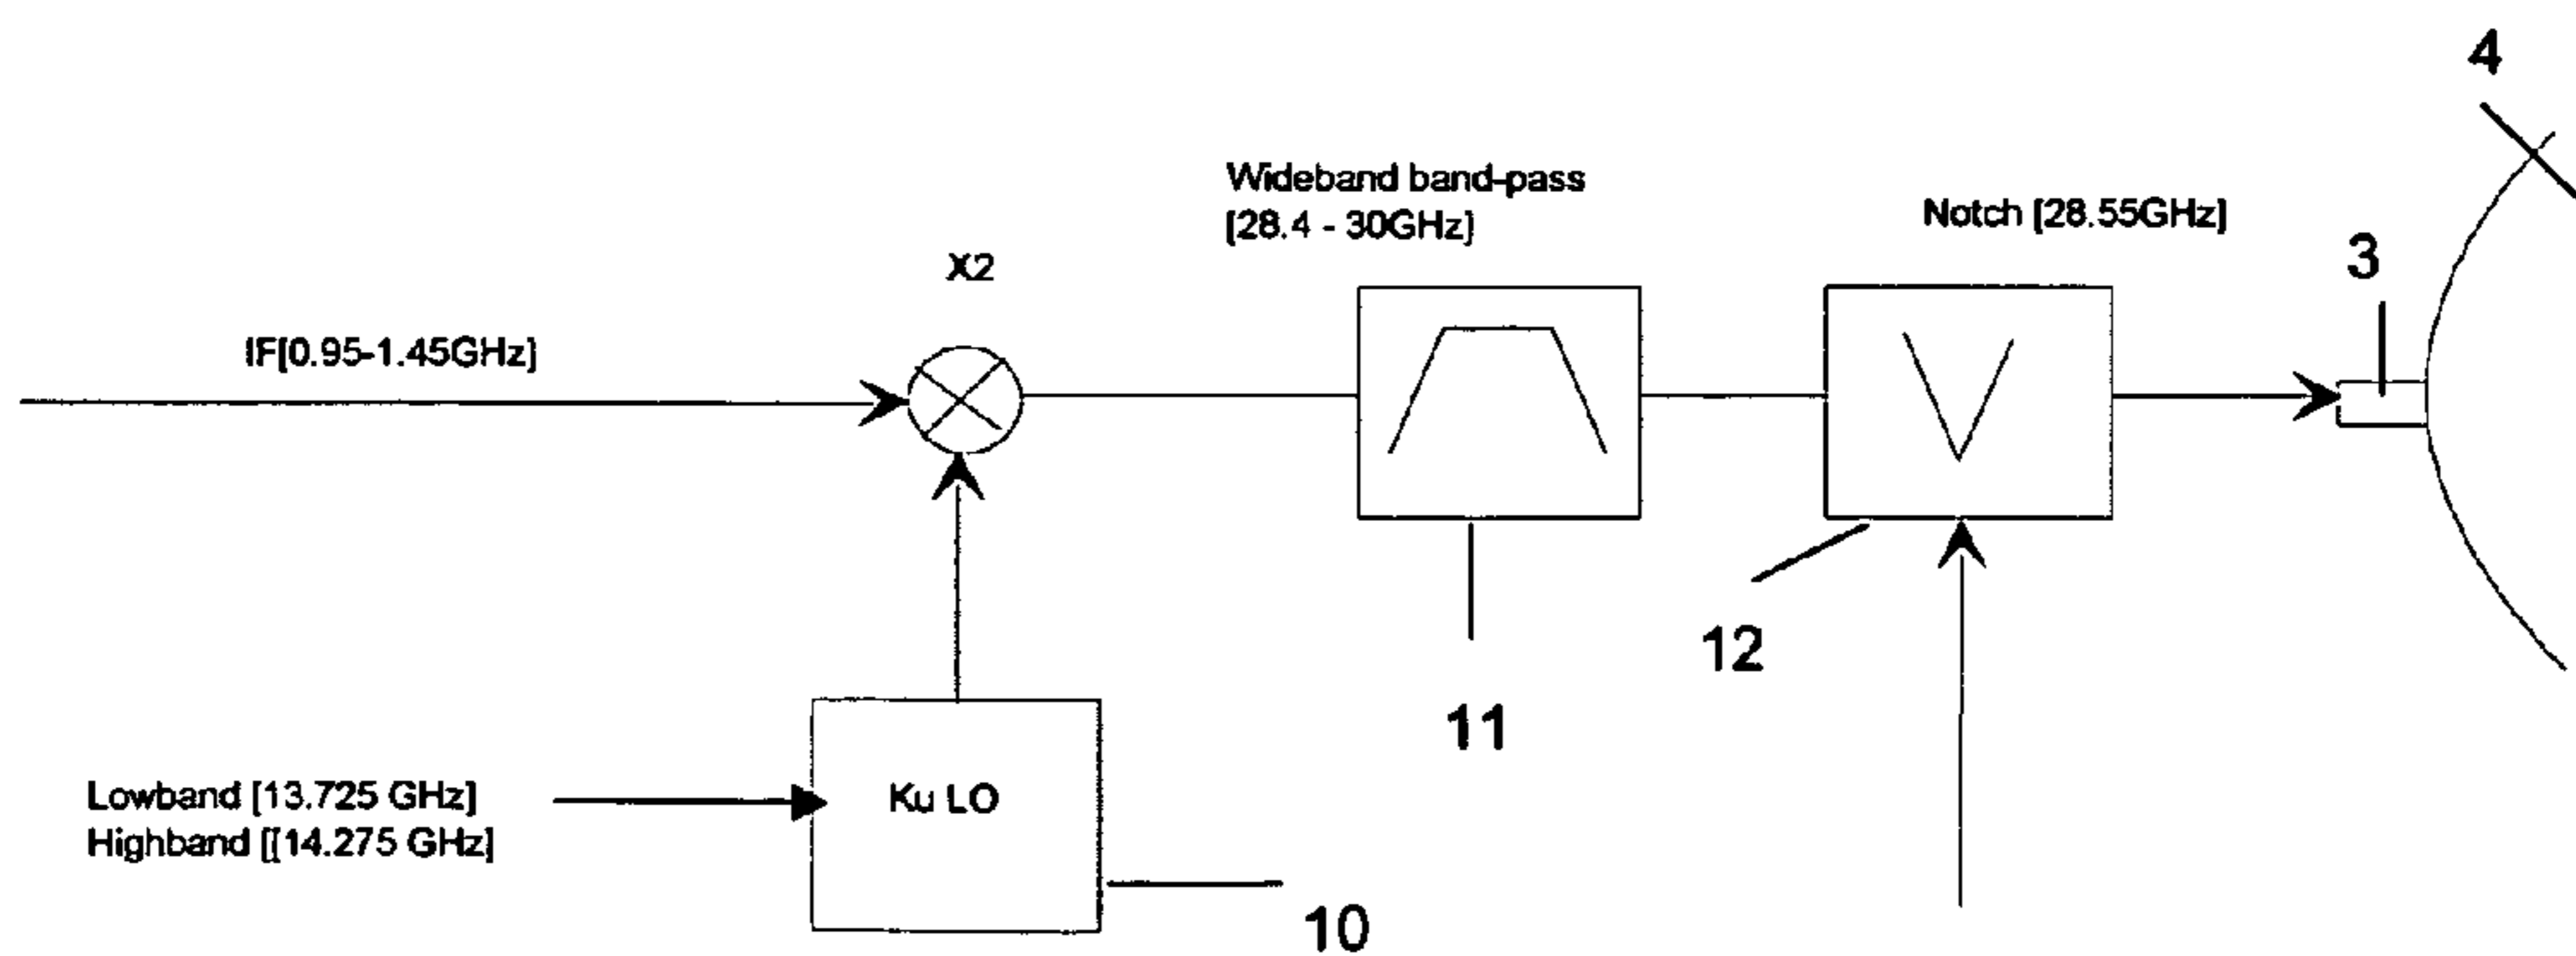 4
Wideband band-pass
[28.4 - 30GHz]
Notch [28.55GHz]
3
X2
IF[0.95-1.45GHz]
12
11
Lowband [13.725 GHz]
Highband [[14.275 GHz]
Ku LO
10